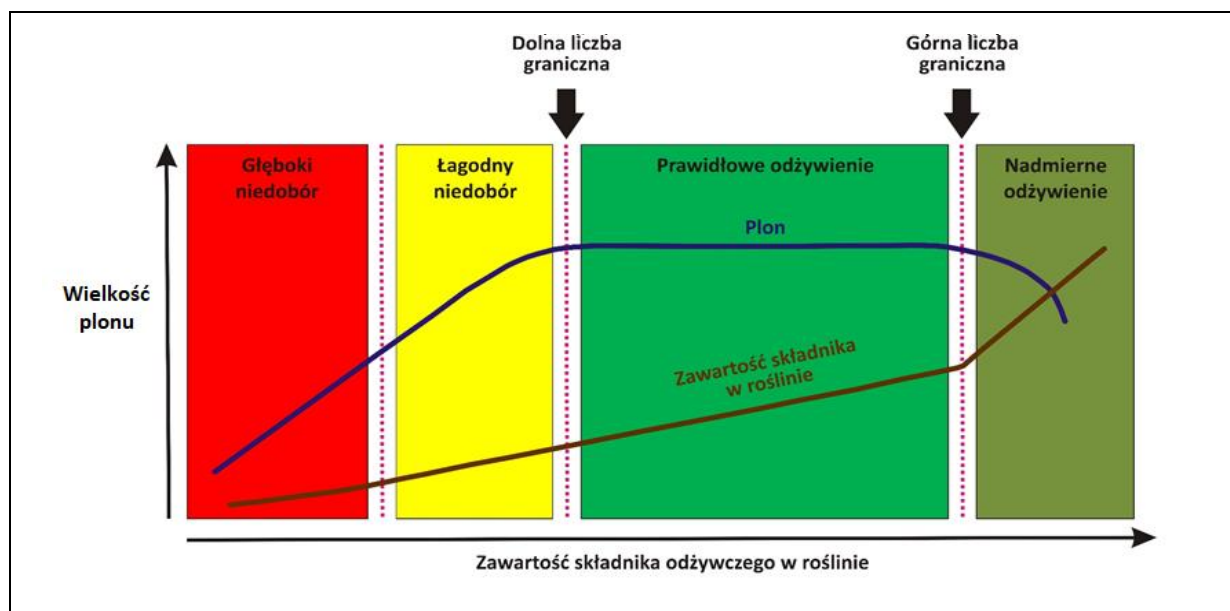 Dolna liczba
graniczna
Górna liczba
graniczna
Głęboki
niedobór
Łagodny
niedobór
Prawidłowe odżywienie
Nadmierne
odżywienie
Plon
Wielkość
plonu
Zawartość składnika
w roślinie
Zawartość składnika odżywczego w roślinie